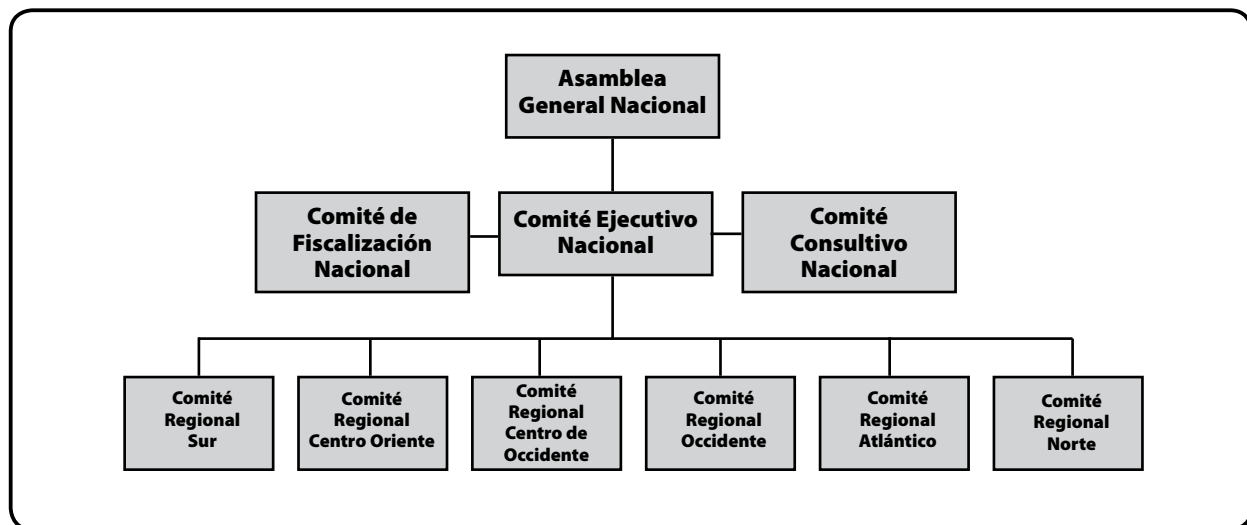 Asamblea
General Nacional
Comité de
Fiscalización
Nacional
Comité Ejecutivo
Nacional
Comité
Consultivo
Nacional
Comité
Regional
Sur
Comité
Regional
Centro Oriente
Comité
Regional
Centro de
Occidente
Comité
Regional
Occidente
Comité
Regional
Atlántico
Comité
Regional
Norte